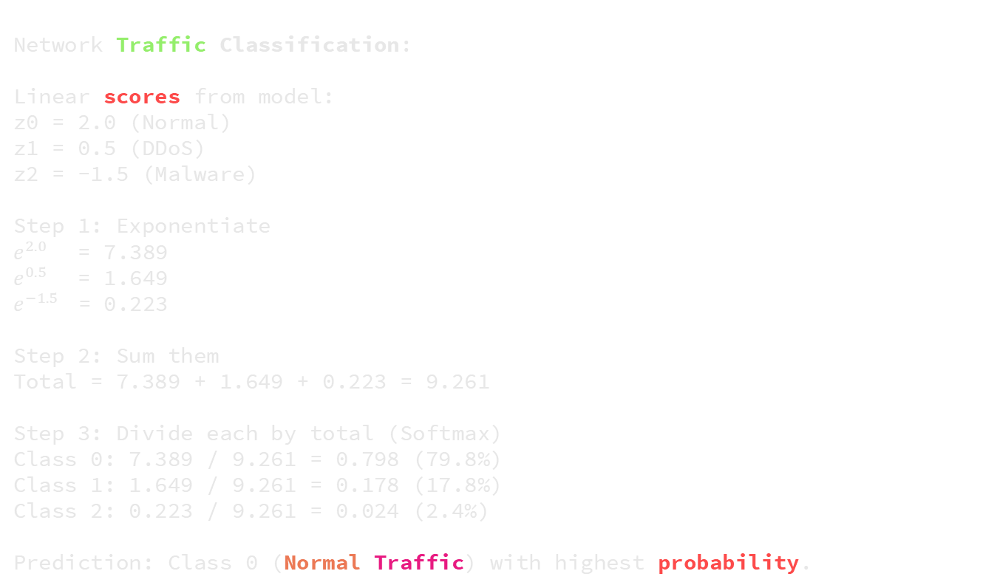 Network Traffic Classification:
Linear scores from model:
z0 = 2.0 (Normal)
z1 = 0.5 (DDoS)
z2 = -1.5 (Malware)
Step 1: Exponentiate
e^2.0 = 7.389
e^0.5 = 1.649
e^−1.5 = 0.223
Step 2: Sum them
Total = 7.389 + 1.649 + 0.223 = 9.261
Step 3: Divide each by total (Softmax)
Class 0: 7.389 / 9.261 = 0.798 (79.8%)
Class 1: 1.649 / 9.261 = 0.178 (17.8%)
Class 2: 0.223 / 9.261 = 0.024 (2.4%)
Prediction: Class 0 (Normal Traffic) with highest probability.